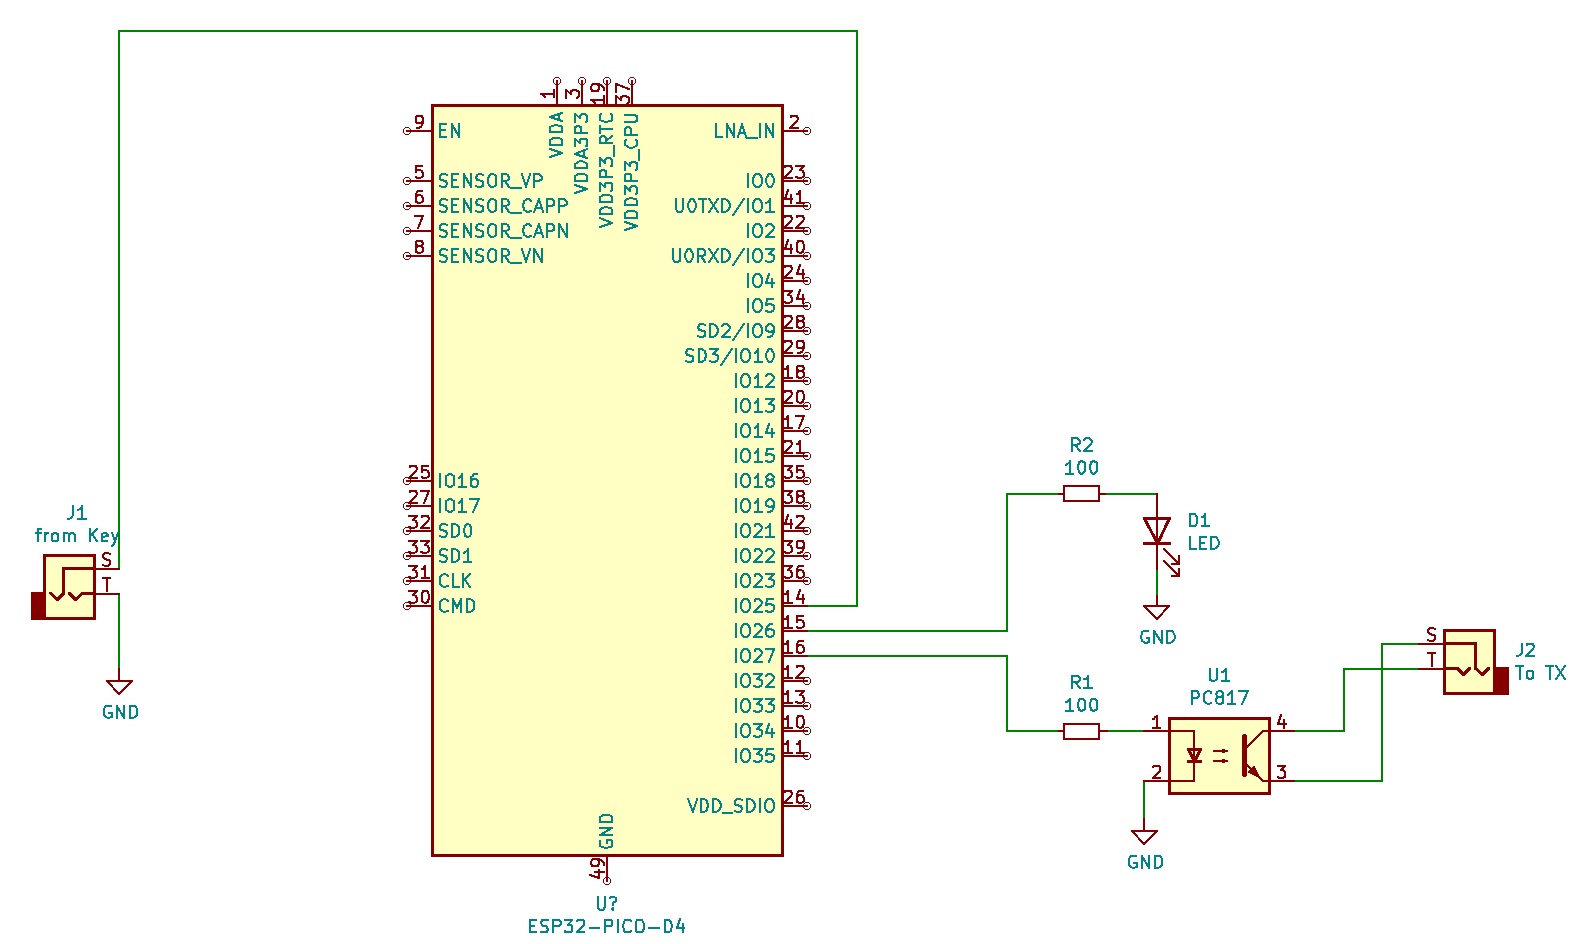 1
3
19
37
9
EN
VDDA
VDDA3P3
VDD3P3_RTC
VDD3P3_CPU
LNA_IN
2
5
SENSOR_VP
6
SENSOR_CAPP
7
SENSOR_CAPN
8
SENSOR_VN
IO0
23
U0TXD/IO1
41
IO2
22
U0RXD/IO3
40
IO4
24
IO5
34
SD2/IO9
28
SD3/IO10
29
IO12
18
IO13
20
IO14
17
IO15
21
25
IO16
IO18
35
27
IO17
IO19
38
32
SD0
IO21
42
33
SD1
IO22
39
31
CLK
IO23
36
30
CMD
IO25
14
IO26
15
IO27
16
IO32
12
IO33
13
IO34
10
IO35
11
VDD_SDIO
26
GND
49
U?
ESP32-PICO-D4
J1
from Key
S
T
GND
R2
100
D1
LED
GND
R1
100
U1
PC817
1
2
4
3
GND
S
T
J2
To TX